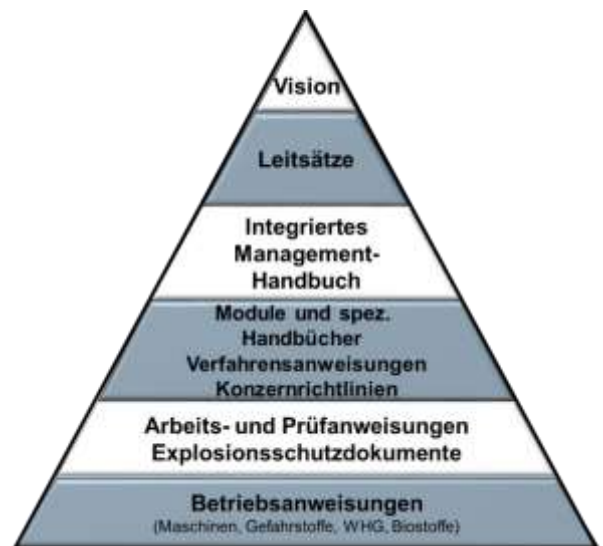 Vision
Leitsätze
Integriertes
Management-
Handbuch
Module und spez.
Handbücher
Verfahrensanweisungen
Konzernrichtlinien
Arbeits- und Prüfanweisungen
Explosionsschutzdokumente
Betriebsanweisungen
(Maschinen, Gefahrstoffe, WHG, Biostoffe)